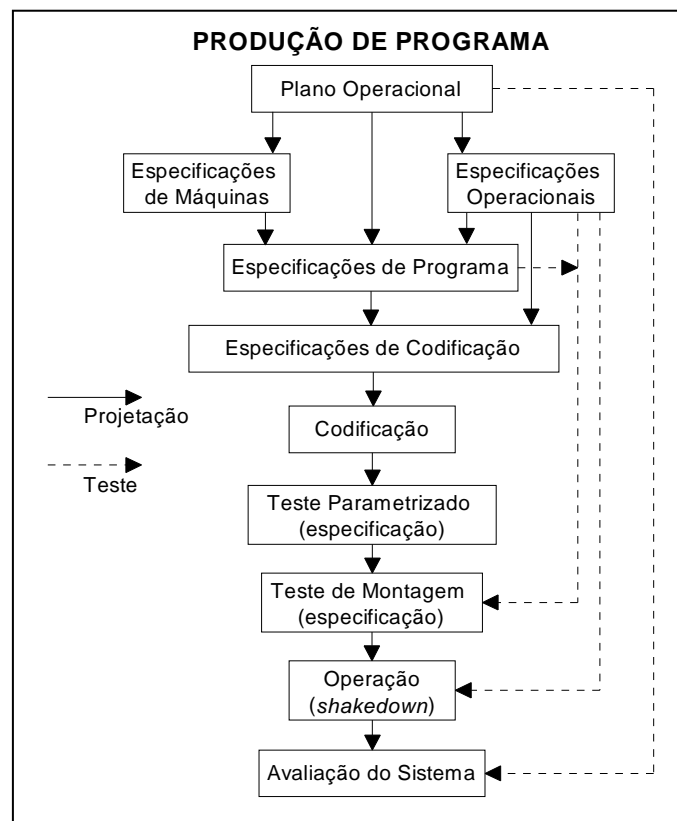 PRODUÇÃO DE PROGRAMA
Plano Operacional
Especificações
de Máquinas
Especificações
Operacionais
Especificações de Programa
Especificações de Codificação
Projetação
Codificação
Teste
Teste Parametrizado
(especificação)
Teste de Montagem
(especificação)
Operação
(shakedown)
Avaliação do Sistema